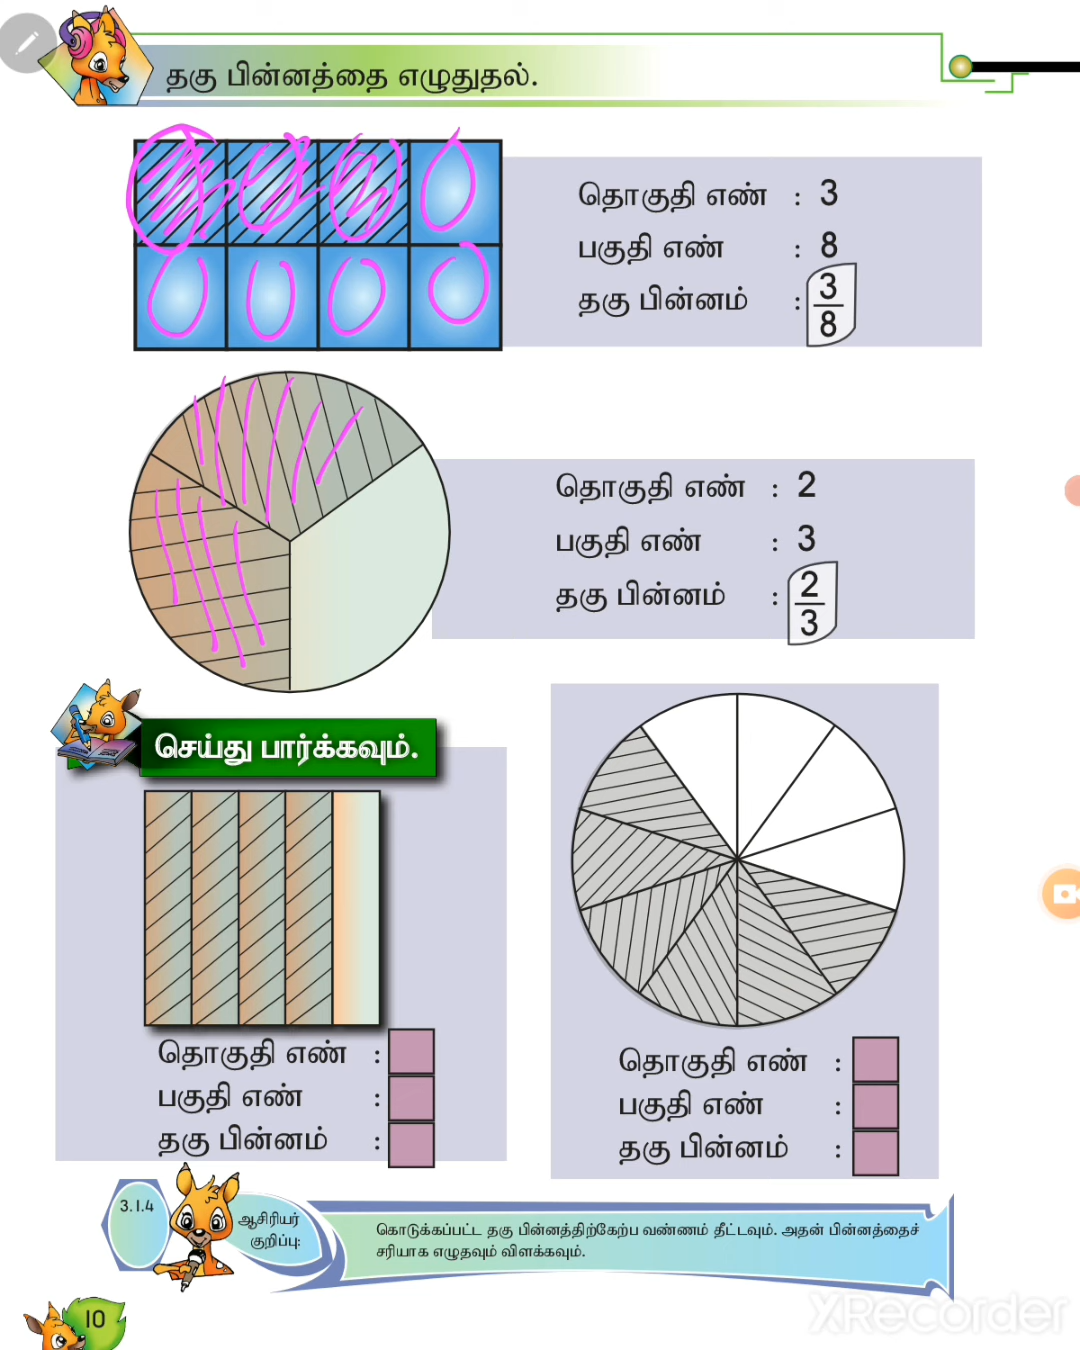 தகு பின்னத்தை எழுதுதல்.
தொகுதி எண் : 3
பகுதி எண் : 8
தகு பின்னம் : 3/8
தொகுதி எண் : 2
பகுதி எண் : 3
தகு பின்னம் : 2/3
செய்து பார்க்கவும்.
தொகுதி எண் :
பகுதி எண் :
தகு பின்னம் :
தொகுதி எண் :
பகுதி எண் :
தகு பின்னம் :
3.1.4
ஆசிரியர்
குறிப்பு:
கொடுக்கப்பட்ட தகு பின்னத்திற்கேற்ப வண்ணம் தீட்டவும். அதன் பின்னத்தைச்
சரியாக எழுதவும் விளக்கவும்.
10
XRecorder